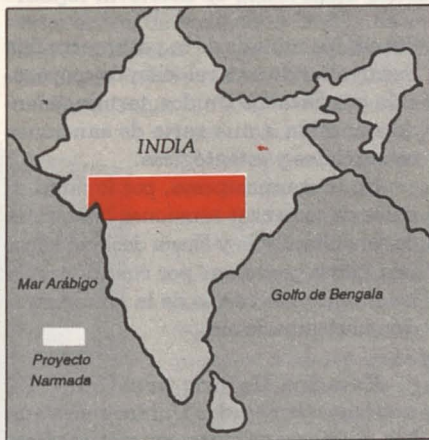 INDIA
Mar Arábigo
Golfo de Bengala
Proyecto
Narmada